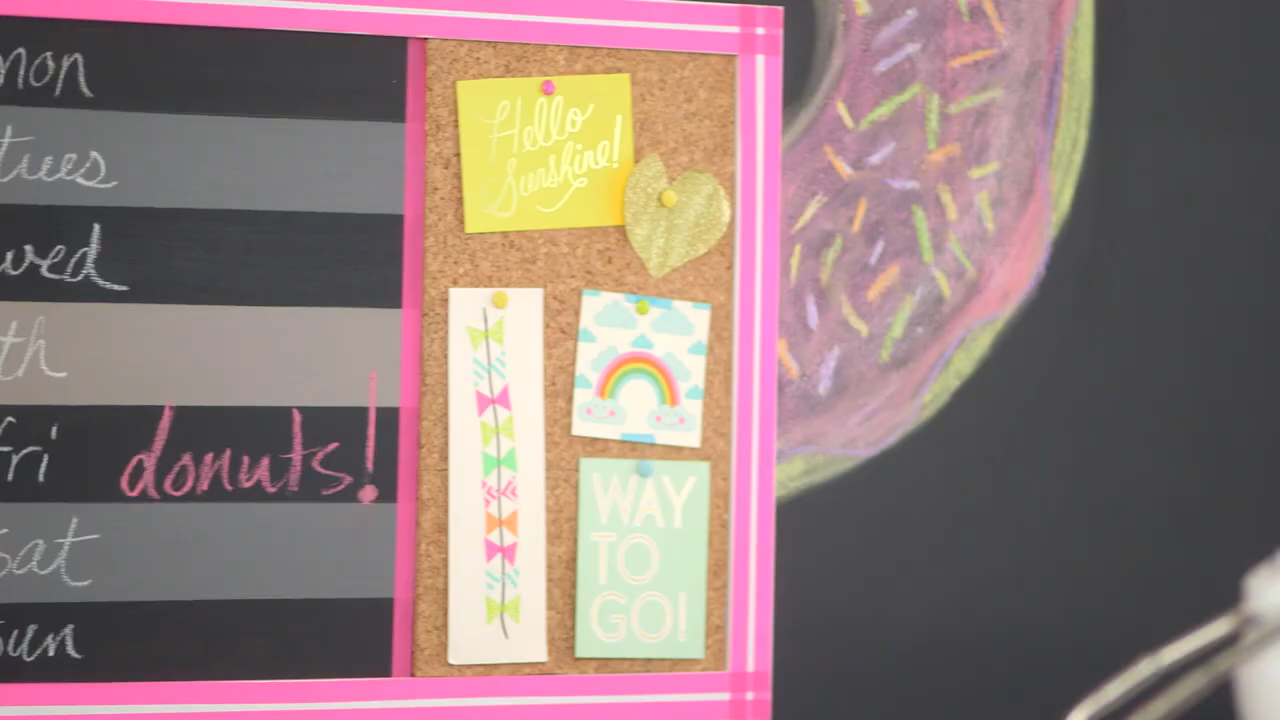 mon
tues
wed
th
fri donuts!
sat
sun
Hello
Sunshine!
WAY
TO
GO!